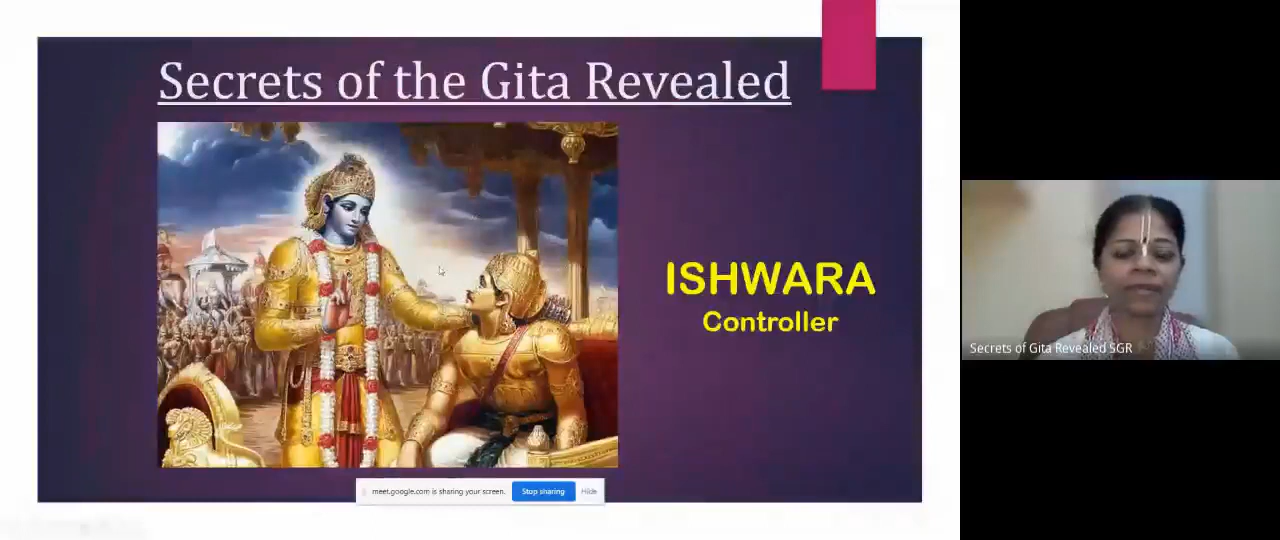 Secrets of the Gita Revealed
ISHWARA
Controller
Secrets of Gita Revealed SGR
meet.google.com is sharing your screen. Stop sharing Hide